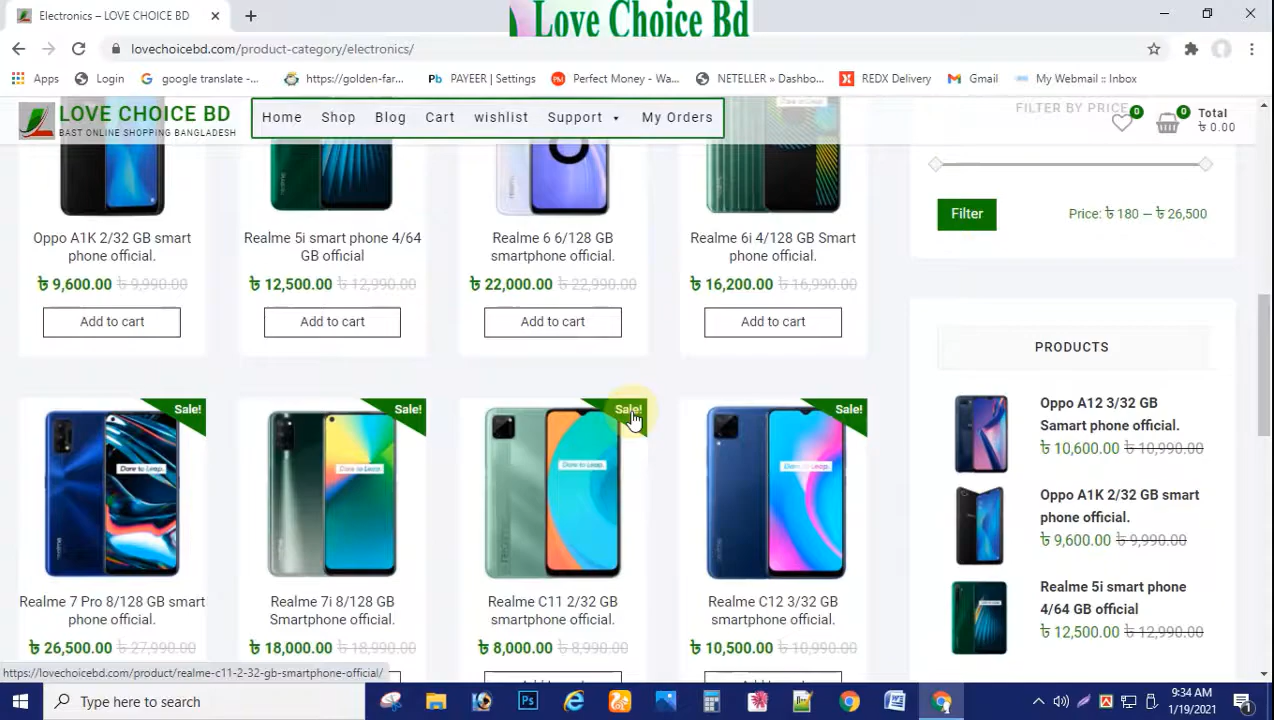 Electronics – LOVE CHOICE BD
Love Choice Bd
lovechoicebd.com/product-category/electronics/
Apps Login google translate -... https://golden-far... PAYEER | Settings Perfect Money - Wa... NETELLER » Dashbo... REDX Delivery Gmail My Webmail :: Inbox
LOVE CHOICE BD
BAST ONLINE SHOPPING BANGLADESH
Home Shop Blog Cart wishlist Support My Orders
FILTER BY PRICE
0 0 Total
৳ 0.00
Filter Price: ৳ 180 — ৳ 26,500
Oppo A1K 2/32 GB smart
phone official.
৳ 9,600.00 ৳ 9,990.00
Add to cart
Realme 5i smart phone 4/64
GB official
৳ 12,500.00 ৳ 12,990.00
Add to cart
Realme 6 6/128 GB
smartphone official.
৳ 22,000.00 ৳ 22,990.00
Add to cart
Realme 6i 4/128 GB Smart
phone official.
৳ 16,200.00 ৳ 16,990.00
Add to cart
Sale!
Realme 7 Pro 8/128 GB smart
phone official.
৳ 26,500.00 ৳ 27,990.00
Sale!
Dare to Leap.
Realme 7i 8/128 GB
Smartphone official.
৳ 18,000.00 ৳ 18,990.00
Sale!
Dare to Leap.
Realme C11 2/32 GB
smartphone official.
৳ 8,000.00 ৳ 8,990.00
Sale!
Dare to Leap.
Realme C12 3/32 GB
smartphone official.
৳ 10,500.00 ৳ 10,990.00
PRODUCTS
Oppo A12 3/32 GB
Samart phone official.
৳ 10,600.00 ৳ 10,990.00
Oppo A1K 2/32 GB smart
phone official.
৳ 9,600.00 ৳ 9,990.00
Realme 5i smart phone
4/64 GB official
৳ 12,500.00 ৳ 12,990.00
https://lovechoicebd.com/product/realme-c11-2-32-gb-smartphone-official/
Type here to search
9:34 AM
1/19/2021